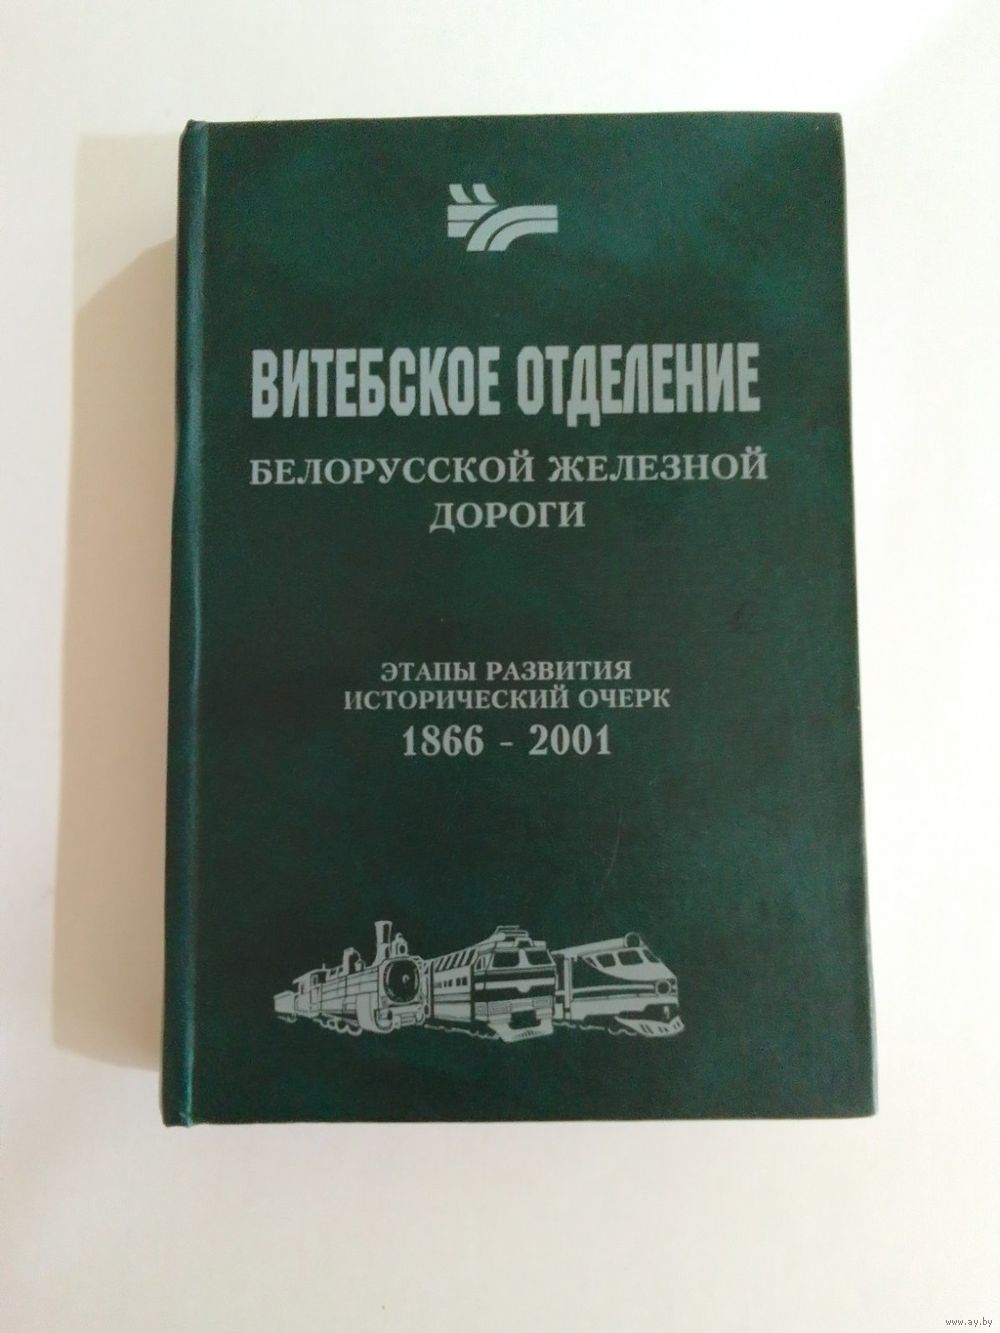 ВИТЕБСКОЕ ОТДЕЛЕНИЕ
БЕЛОРУССКОЙ ЖЕЛЕЗНОЙ
ДОРОГИ
ЭТАПЫ РАЗВИТИЯ
ИСТОРИЧЕСКИЙ ОЧЕРК
1866 - 2001
www.ay.by